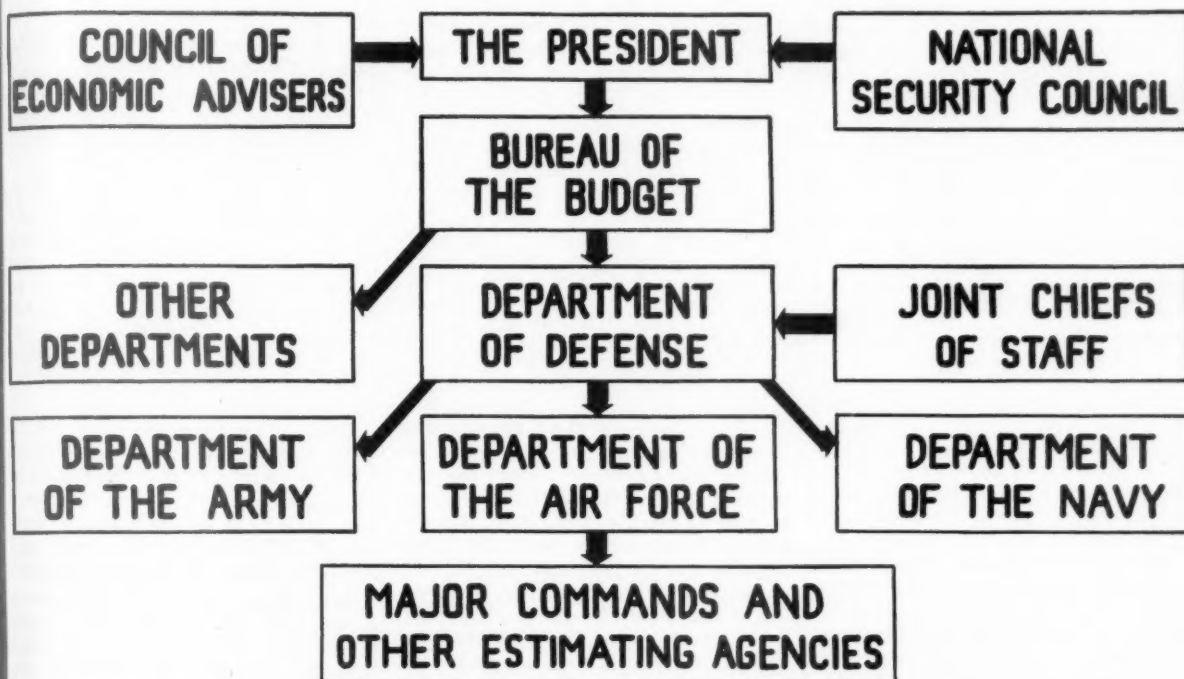 COUNCIL OF
ECONOMIC ADVISERS
THE PRESIDENT
NATIONAL
SECURITY COUNCIL
BUREAU OF
THE BUDGET
OTHER
DEPARTMENTS
DEPARTMENT
OF DEFENSE
JOINT CHIEFS
OF STAFF
DEPARTMENT
OF THE ARMY
DEPARTMENT OF
THE AIR FORCE
DEPARTMENT
OF THE NAVY
MAJOR COMMANDS AND
OTHER ESTIMATING AGENCIES